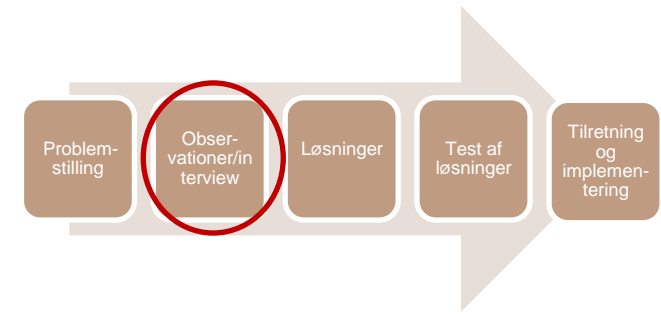 Problem-
stilling
Obser-
vationer/in
terview
Løsninger
Test af
løsninger
Tilretning
og
implemen-
tering